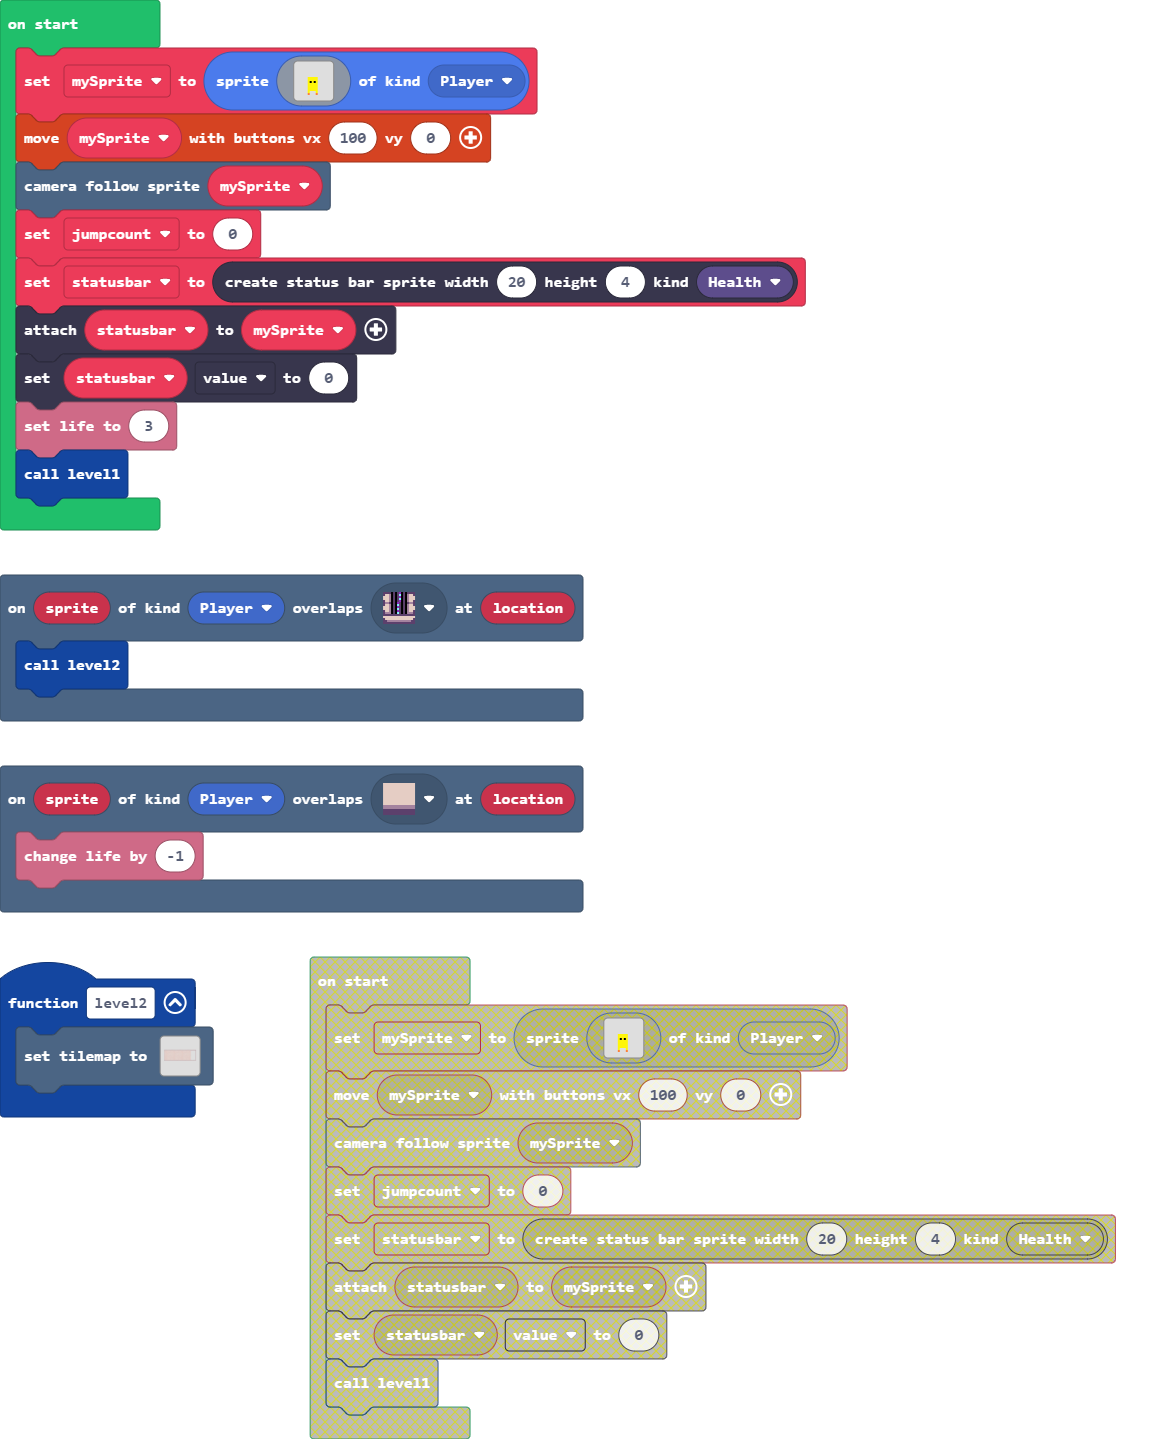 on start
set mySprite to sprite of kind Player
move mySprite with buttons vx 100 vy 0
camera follow sprite mySprite
set jumpcount to 0
set statusbar to create status bar sprite width 20 height 4 kind Health
attach statusbar to mySprite
set statusbar value to 0
set life to 3
call level1
on sprite of kind Player overlaps at location
call level2
on sprite of kind Player overlaps at location
change life by -1
function level2
set tilemap to
on start
set mySprite to sprite of kind Player
move mySprite with buttons vx 100 vy 0
camera follow sprite mySprite
set jumpcount to 0
set statusbar to create status bar sprite width 20 height 4 kind Health
attach statusbar to mySprite
set statusbar value to 0
call level1